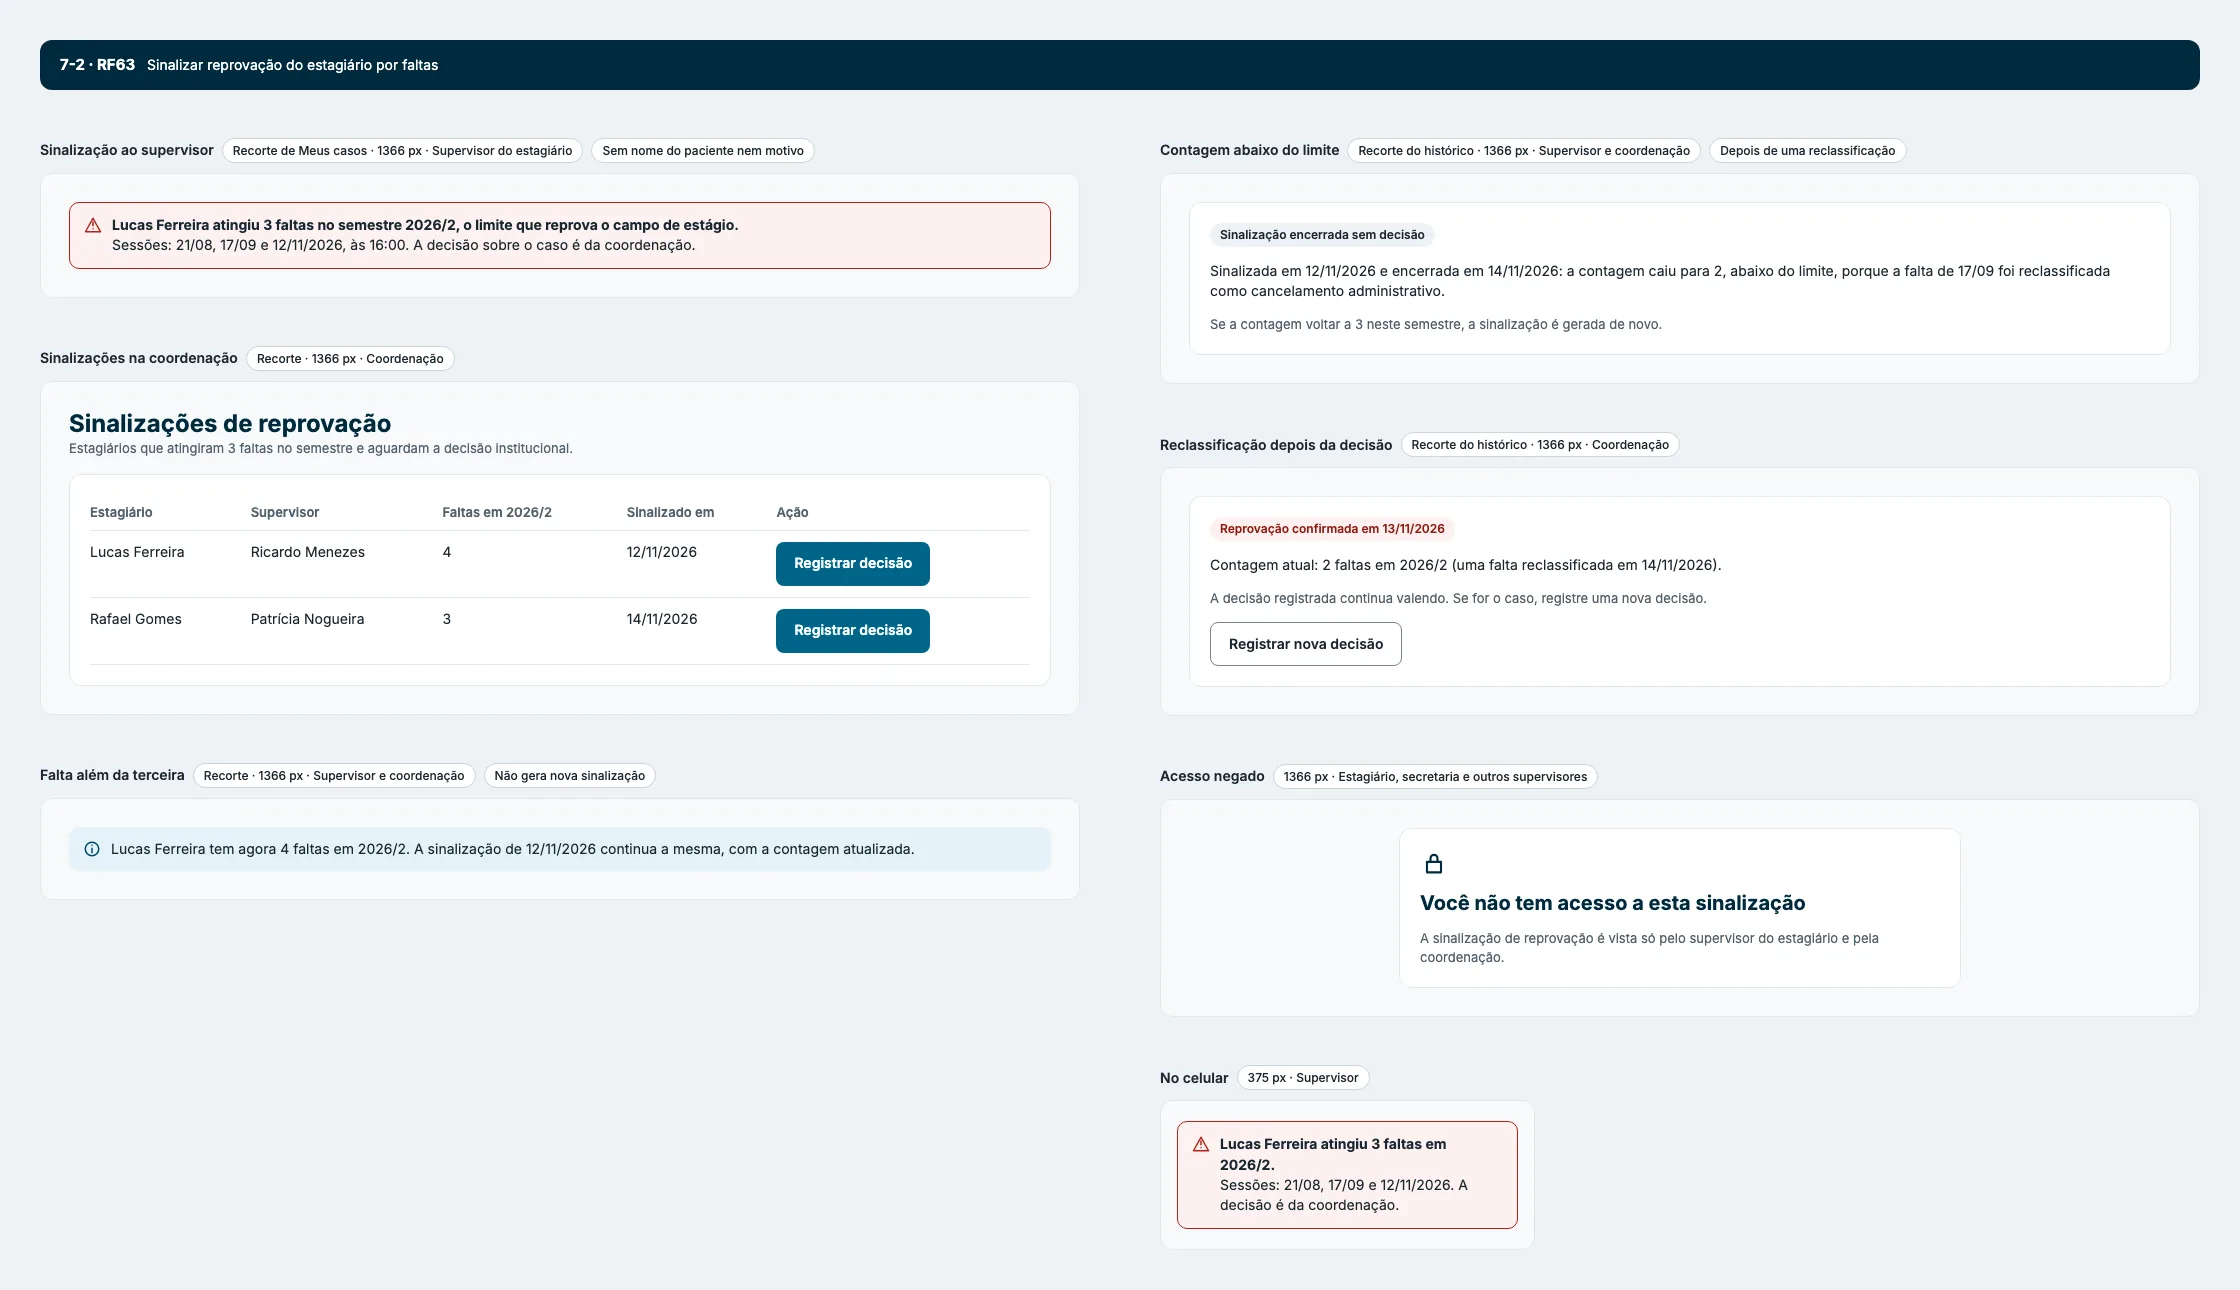 7-2 · RF63 Sinalizar reprovação do estagiário por faltas
Sinalização ao supervisor Recorte de Meus casos · 1366 px · Supervisor do estagiário Sem nome do paciente nem motivo
Lucas Ferreira atingiu 3 faltas no semestre 2026/2, o limite que reprova o campo de estágio.
Sessões: 21/08, 17/09 e 12/11/2026, às 16:00. A decisão sobre o caso é da coordenação.
Sinalizações na coordenação Recorte · 1366 px · Coordenação
Sinalizações de reprovação
Estagiários que atingiram 3 faltas no semestre e aguardam a decisão institucional.
Estagiário Supervisor Faltas em 2026/2 Sinalizado em Ação
Lucas Ferreira Ricardo Menezes 4 12/11/2026 Registrar decisão
Rafael Gomes Patrícia Nogueira 3 14/11/2026 Registrar decisão
Falta além da terceira Recorte · 1366 px · Supervisor e coordenação Não gera nova sinalização
Lucas Ferreira tem agora 4 faltas em 2026/2. A sinalização de 12/11/2026 continua a mesma, com a contagem atualizada.
Contagem abaixo do limite Recorte do histórico · 1366 px · Supervisor e coordenação Depois de uma reclassificação
Sinalização encerrada sem decisão
Sinalizada em 12/11/2026 e encerrada em 14/11/2026: a contagem caiu para 2, abaixo do limite, porque a falta de 17/09 foi reclassificada
como cancelamento administrativo.
Se a contagem voltar a 3 neste semestre, a sinalização é gerada de novo.
Reclassificação depois da decisão Recorte do histórico · 1366 px · Coordenação
Reprovação confirmada em 13/11/2026
Contagem atual: 2 faltas em 2026/2 (uma falta reclassificada em 14/11/2026).
A decisão registrada continua valendo. Se for o caso, registre uma nova decisão.
Registrar nova decisão
Acesso negado 1366 px · Estagiário, secretaria e outros supervisores
Você não tem acesso a esta sinalização
A sinalização de reprovação é vista só pelo supervisor do estagiário e pela
coordenação.
No celular 375 px · Supervisor
Lucas Ferreira atingiu 3 faltas em
2026/2.
Sessões: 21/08, 17/09 e 12/11/2026. A
decisão é da coordenação.